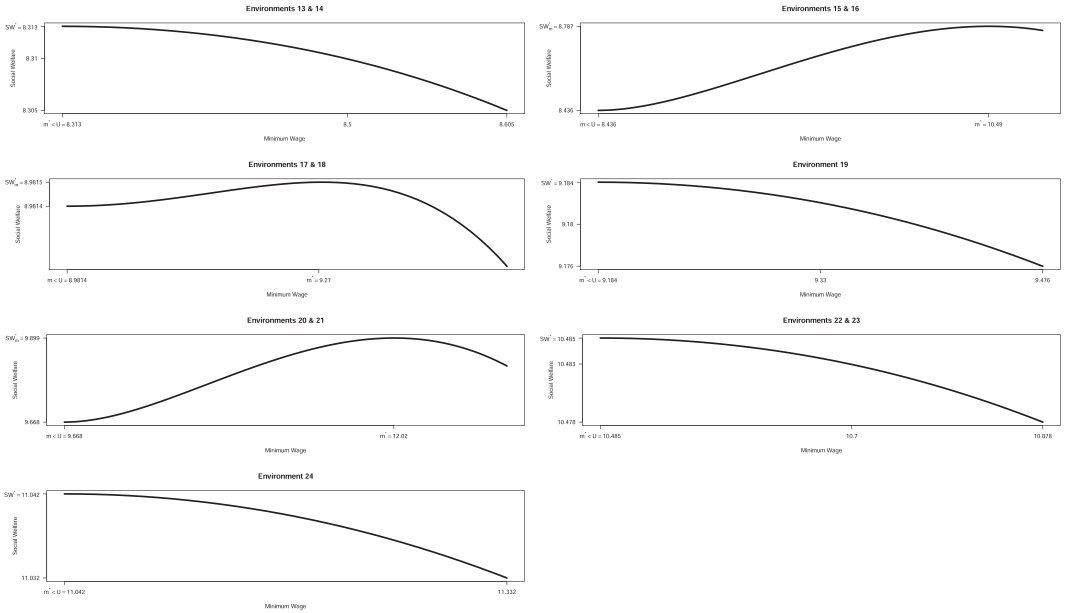 Environments 13 & 14
SW* = 8.313
8.31
8.305
Social Welfare
m* < U = 8.313
8.5
8.605
Minimum Wage
Environments 15 & 16
SW*m = 8.787
8.436
Social Welfare
m < U = 8.436
m* = 10.49
Minimum Wage
Environments 17 & 18
SW*m = 8.9815
8.9814
Social Welfare
m < U = 8.9814
m* = 9.27
Minimum Wage
Environment 19
SW* = 9.184
9.18
9.176
Social Welfare
m* < U = 9.184
9.33
9.476
Minimum Wage
Environments 20 & 21
SW*m = 9.899
9.668
Social Welfare
m < U = 9.668
m* = 12.02
Minimum Wage
Environments 22 & 23
SW* = 10.485
10.483
10.478
Social Welfare
m* < U = 10.485
10.7
10.878
Minimum Wage
Environment 24
SW* = 11.042
11.032
Social Welfare
m* < U = 11.042
11.332
Minimum Wage